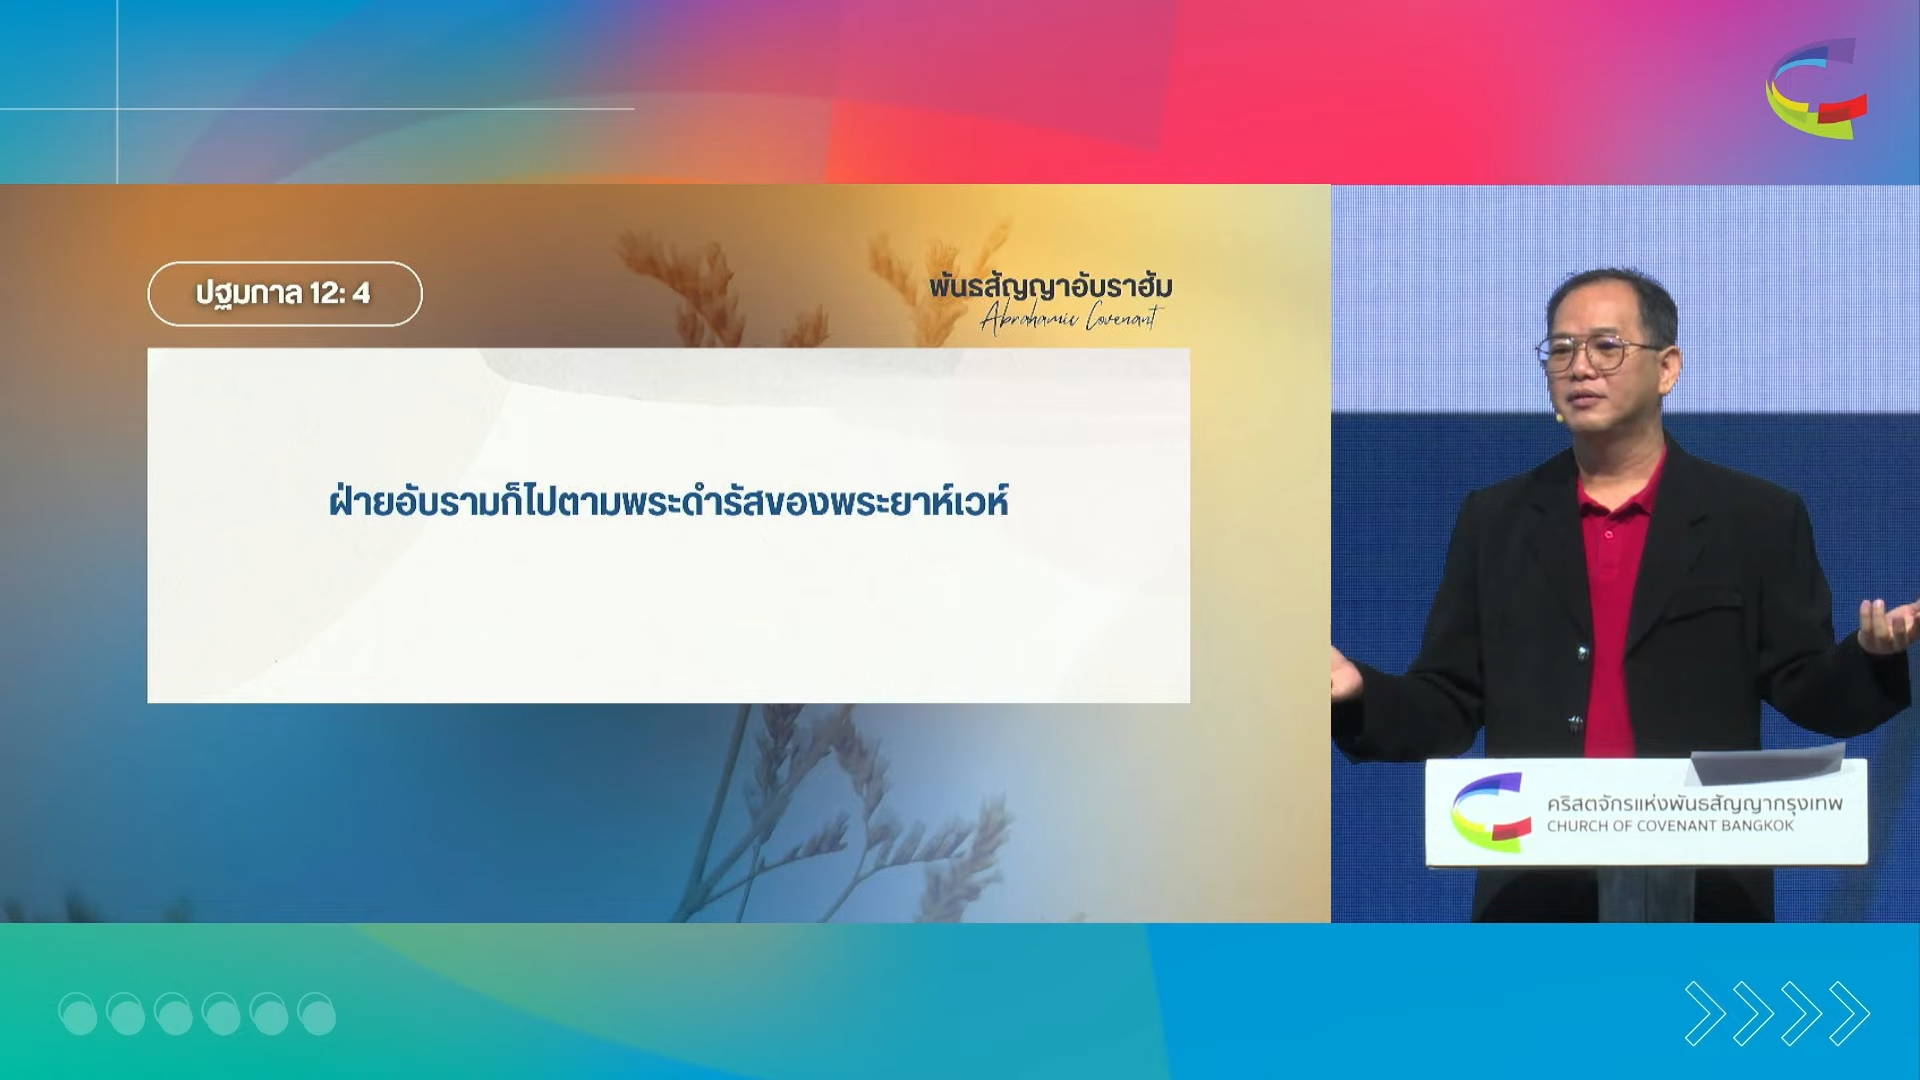 ปฐมกาล 12: 4
พันธสัญญาอับราฮัม
Abrahamic Covenant
ฝ่ายอับรามก็ไปตามพระดำรัสของพระยาห์เวห์
คริสตจักรแห่งพันธสัญญากรุงเทพ
CHURCH OF COVENANT BANGKOK